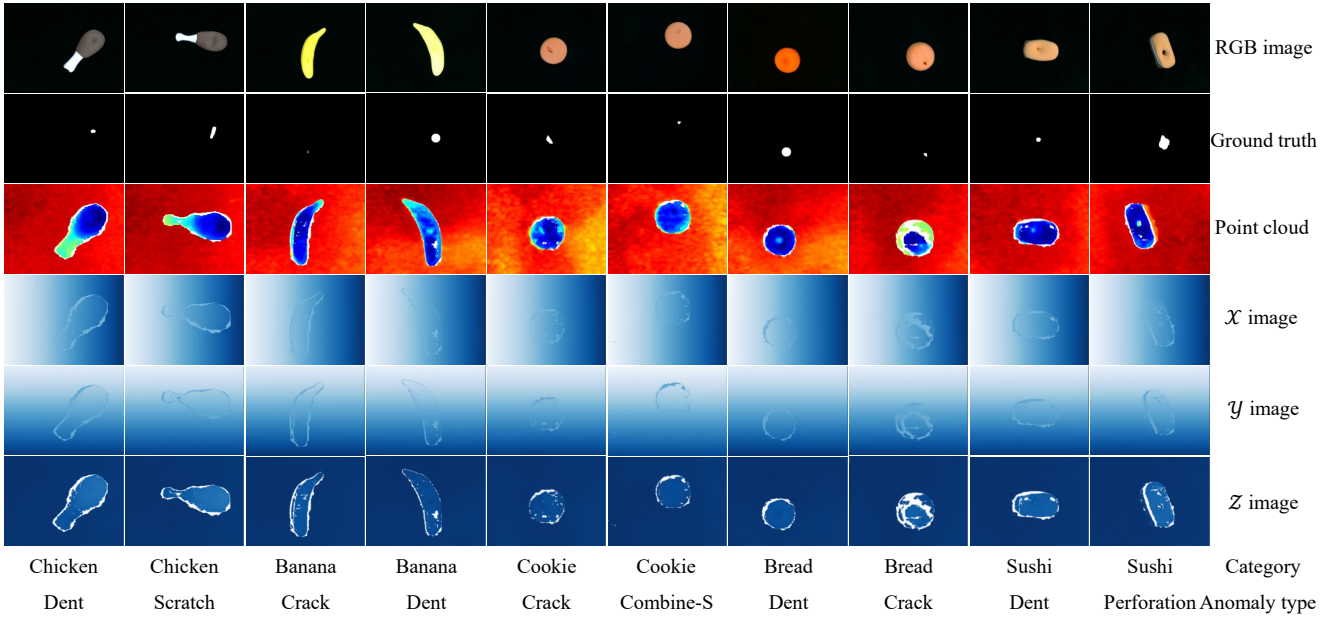 RGB image
Ground truth
Point cloud
𝒳 image
𝒴 image
𝒵 image
Chicken Chicken Banana Banana Cookie Cookie Bread Bread Sushi Sushi Category
Dent Scratch Crack Dent Crack Combine-S Dent Crack Dent Perforation Anomaly type